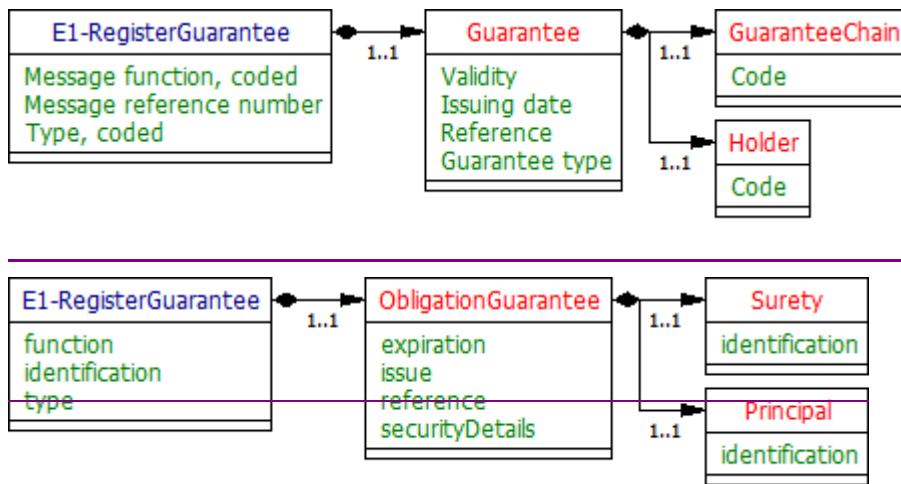 E1-RegisterGuarantee
Message function, coded
Message reference number
Type, coded
1..1
Guarantee
Validity
Issuing date
Reference
Guarantee type
1..1
GuaranteeChain
Code
1..1
Holder
Code
E1-RegisterGuarantee
function
identification
type
1..1
ObligationGuarantee
expiration
issue
reference
securityDetails
1..1
Surety
identification
1..1
Principal
identification